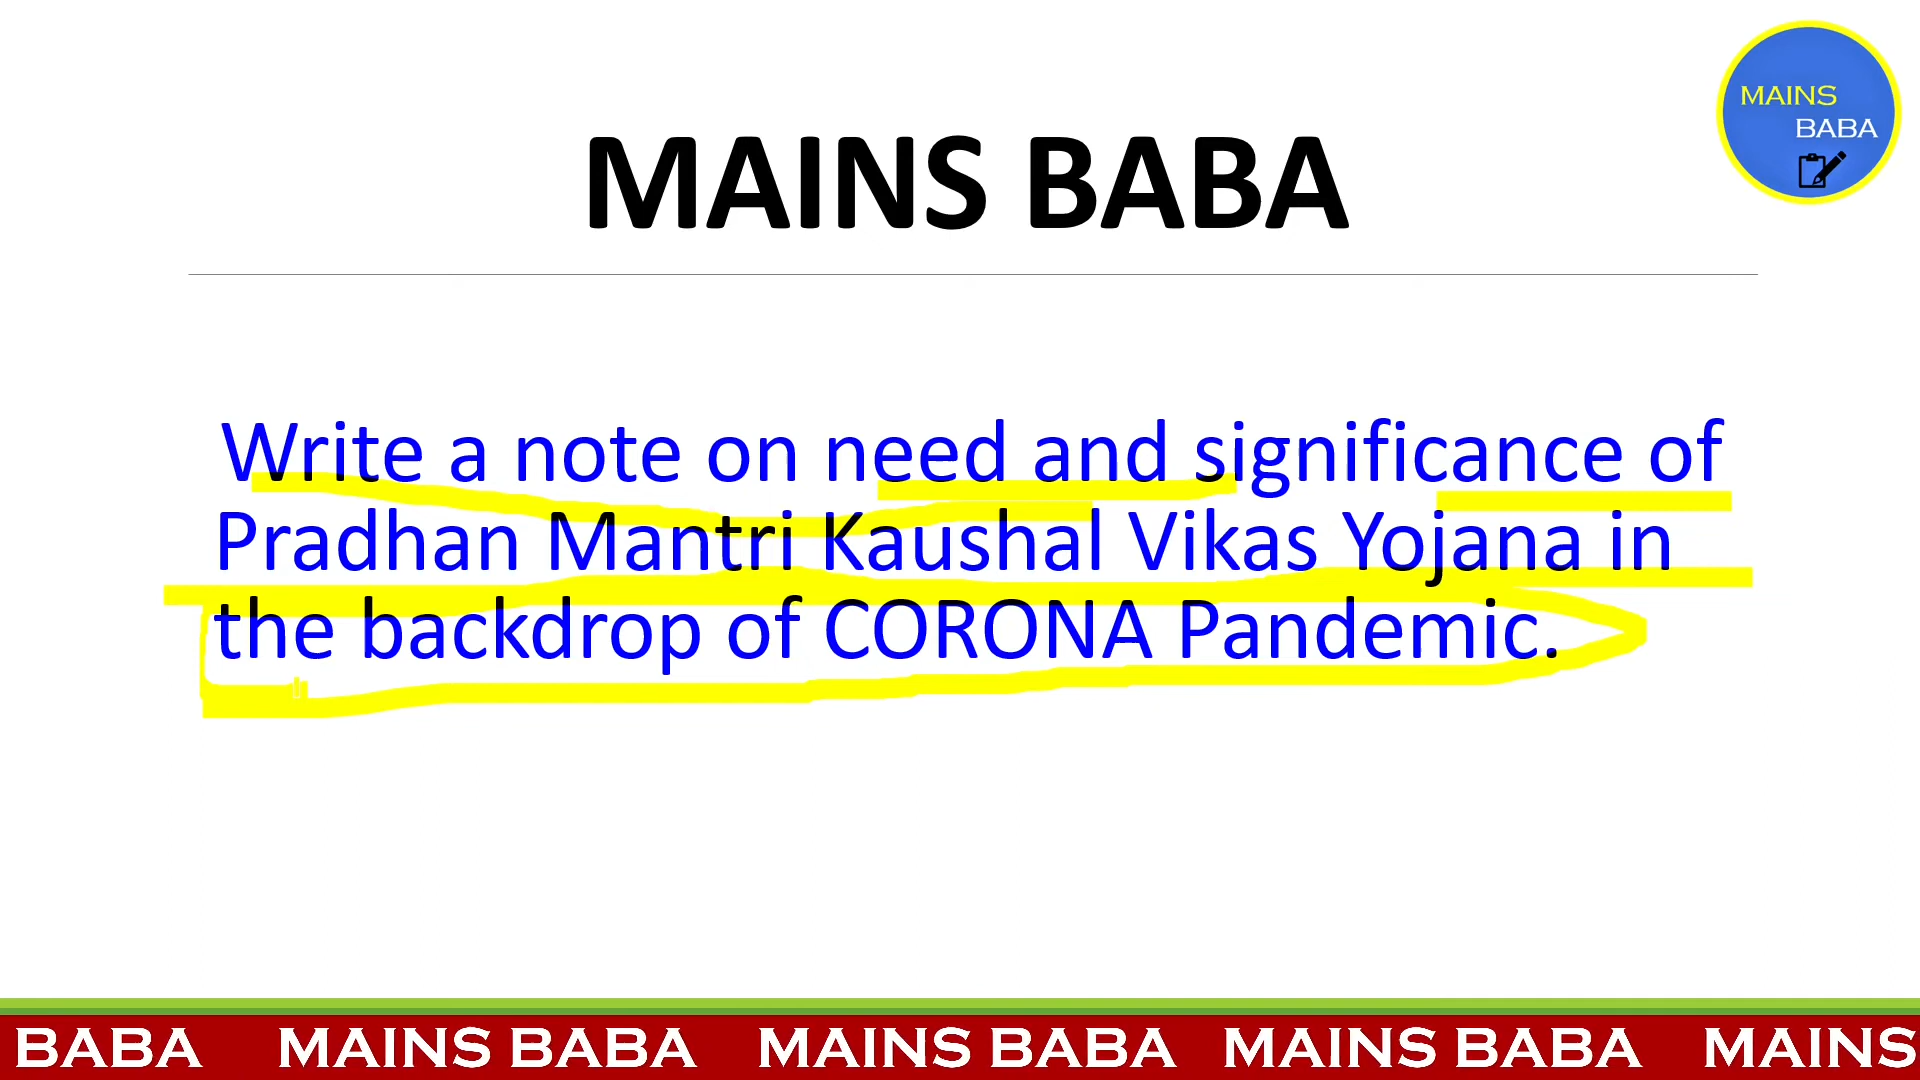 MAINS
BABA
MAINS BABA
Write a note on need and significance of
Pradhan Mantri Kaushal Vikas Yojana in
the backdrop of CORONA Pandemic.
BABA MAINS BABA MAINS BABA MAINS BABA MAINS